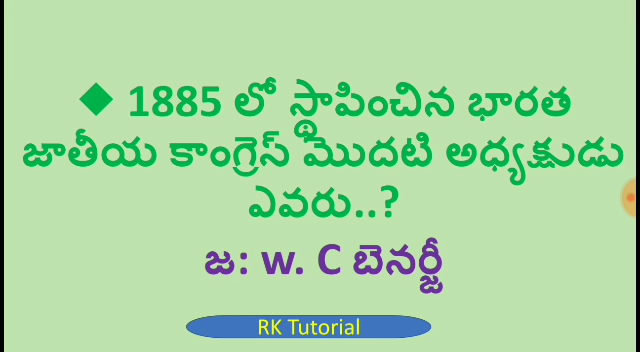 ◆ 1885 లో స్థాపించిన భారత
జాతీయ కాంగ్రెస్ మొదటి అధ్యక్షుడు
ఎవరు..?
జ: w. C బెనర్జీ
RK Tutorial